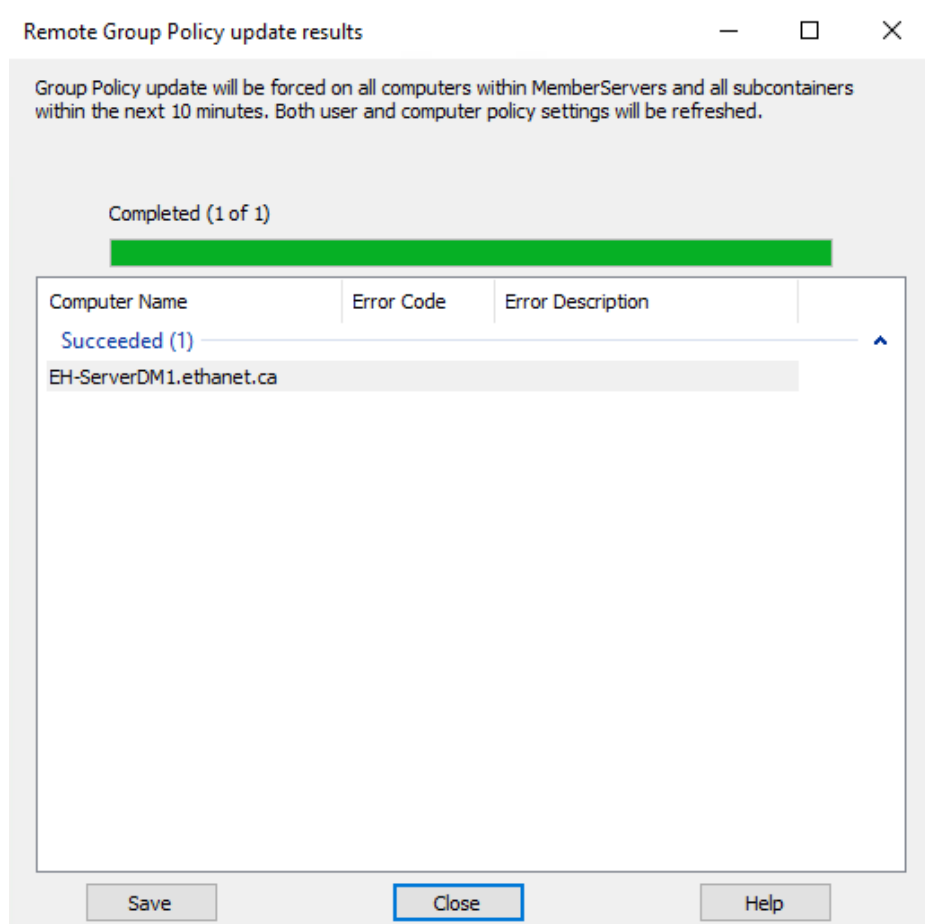 Remote Group Policy update results
Group Policy update will be forced on all computers within MemberServers and all subcontainers
within the next 10 minutes. Both user and computer policy settings will be refreshed.
Completed (1 of 1)
Computer Name Error Code Error Description
Succeeded (1)
EH-ServerDM1.ethanet.ca
Save Close Help